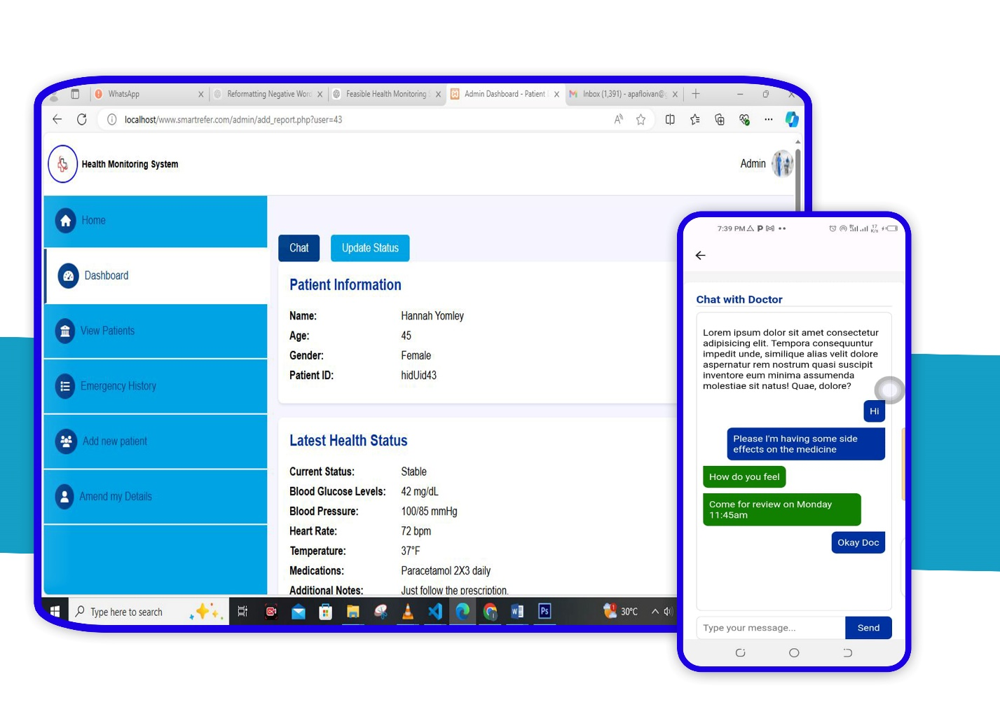 WhatsApp
Reformatting Negative Word
Feasible Health Monitoring
Admin Dashboard - Patient
Inbox (1,391) - apafloivan@
localhost/www.smartrefer.com/admin/add_report.php?user=43
Health Monitoring System
Admin
Home
Dashboard
View Patients
Emergency History
Add new patient
Amend my Details
Chat
Update Status
Patient Information
Name: Hannah Yomley
Age: 45
Gender: Female
Patient ID: hidUid43
Latest Health Status
Current Status: Stable
Blood Glucose Levels: 42 mg/dL
Blood Pressure: 100/85 mmHg
Heart Rate: 72 bpm
Temperature: 37°F
Medications: Paracetamol 2X3 daily
Additional Notes: Just follow the prescription.
Type here to search
Ps
30°C
7:39 PM
Chat with Doctor
Lorem ipsum dolor sit amet consectetur
adipisicing elit. Tempora consequuntur
impedit unde, similique alias velit dolore
aspernatur rem nostrum quasi suscipit
inventore eum minima assumenda
molestiae sit natus! Quae, dolore?
Hi
Please I'm having some side
effects on the medicine
How do you feel
Come for review on Monday
11:45am
Okay Doc
Type your message...
Send